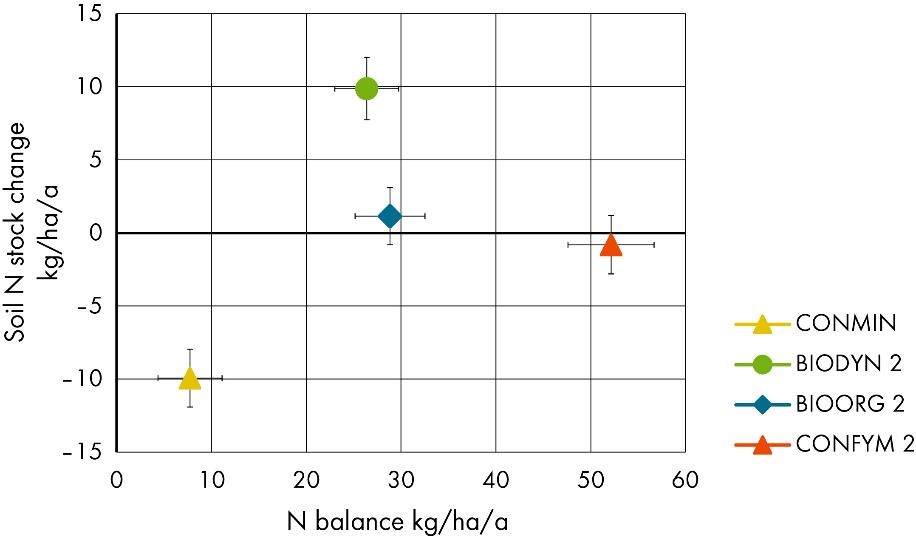 15
10
5
0
–5
–10
–15
Soil N stock change
kg/ha/a
0 10 20 30 40 50 60
N balance kg/ha/a
CONMIN
BIODYN 2
BIOORG 2
CONFYM 2